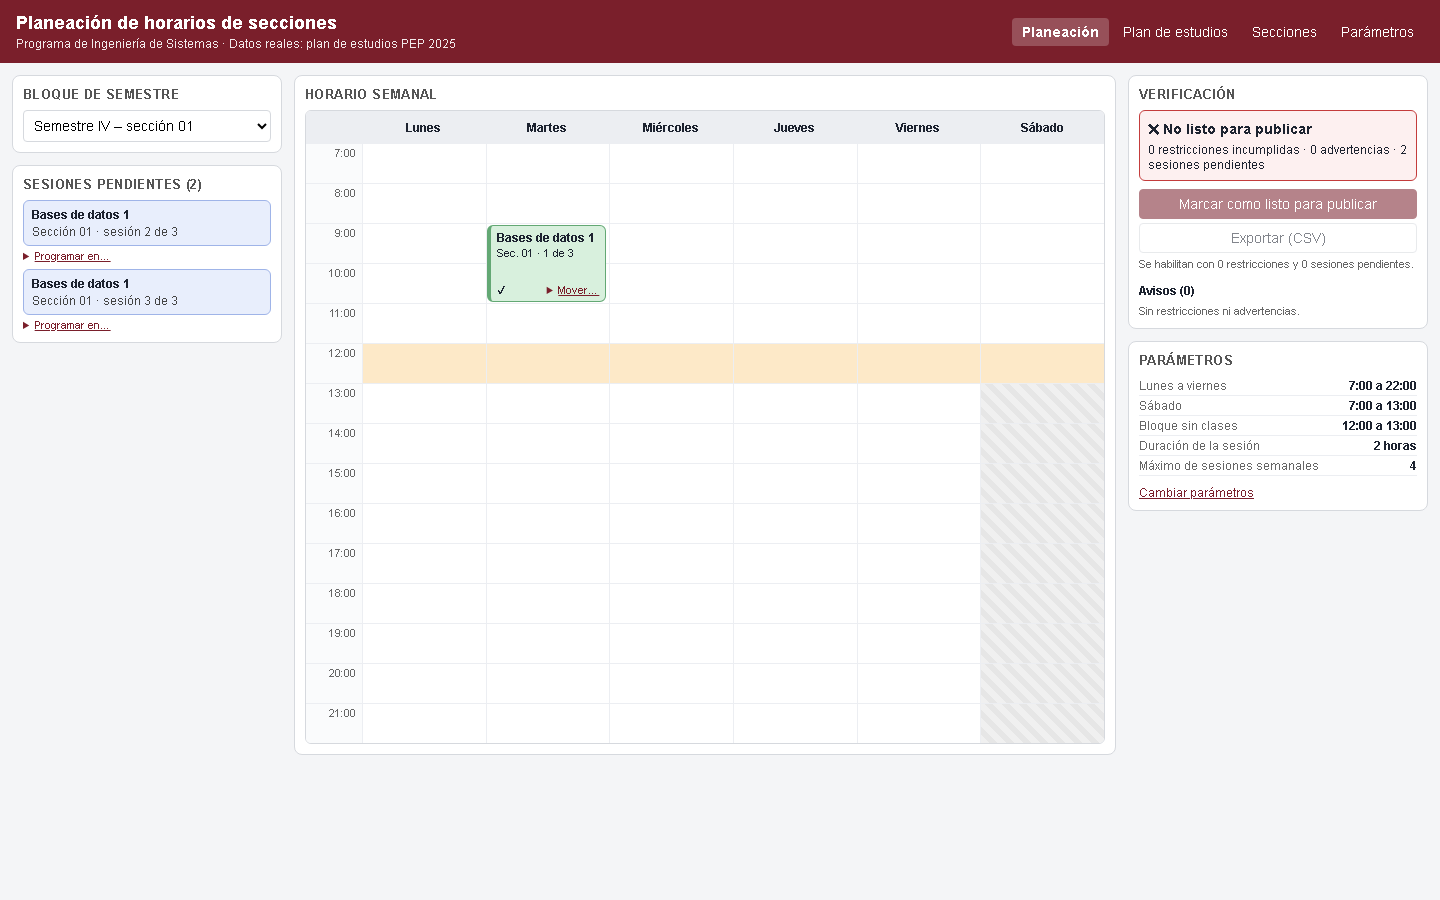 Planeación de horarios de secciones
Programa de Ingeniería de Sistemas · Datos reales: plan de estudios PEP 2025
Planeación
Plan de estudios
Secciones
Parámetros
BLOQUE DE SEMESTRE
Semestre IV – sección 01
SESIONES PENDIENTES (2)
Bases de datos 1
Sección 01 · sesión 2 de 3
▶ Programar en...
Bases de datos 1
Sección 01 · sesión 3 de 3
▶ Programar en...
HORARIO SEMANAL
Lunes Martes Miércoles Jueves Viernes Sábado
7:00
8:00
9:00
10:00
11:00
12:00
13:00
14:00
15:00
16:00
17:00
18:00
19:00
20:00
21:00
Bases de datos 1
Sec. 01 · 1 de 3
✓ ▶ Mover...
VERIFICACIÓN
✕ No listo para publicar
0 restricciones incumplidas · 0 advertencias · 2
sesiones pendientes
Marcar como listo para publicar
Exportar (CSV)
Se habilitan con 0 restricciones y 0 sesiones pendientes.
Avisos (0)
Sin restricciones ni advertencias.
PARÁMETROS
Lunes a viernes 7:00 a 22:00
Sábado 7:00 a 13:00
Bloque sin clases 12:00 a 13:00
Duración de la sesión 2 horas
Máximo de sesiones semanales 4
Cambiar parámetros